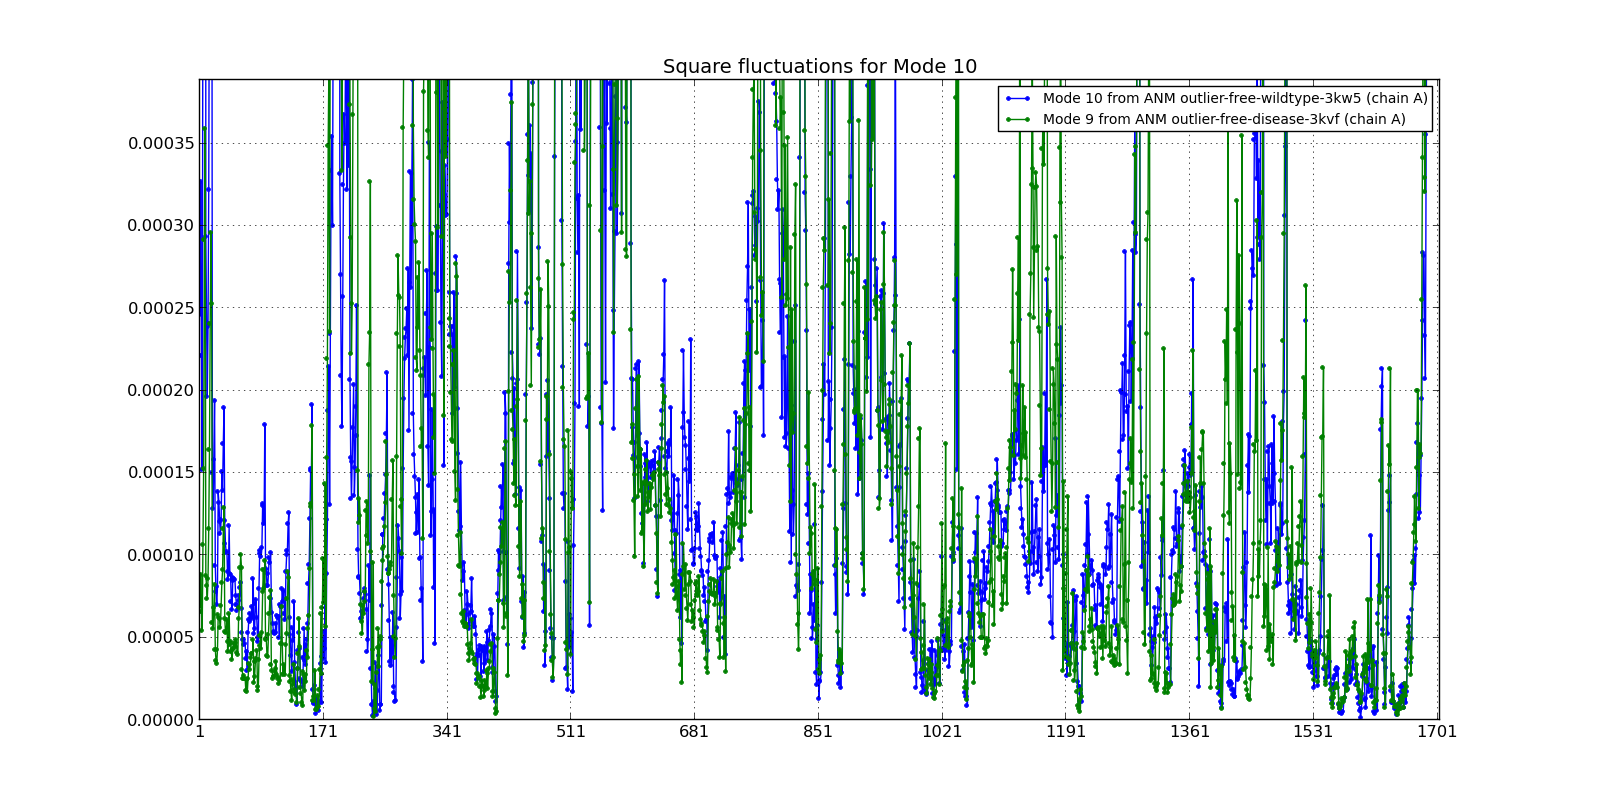 Square fluctuations for Mode 10
Mode 10 from ANM outlier-free-wildtype-3kw5 (chain A)
Mode 9 from ANM outlier-free-disease-3kvf (chain A)
0.00035
0.00030
0.00025
0.00020
0.00015
0.00010
0.00005
0.00000
1 171 341 511 681 851 1021 1191 1361 1531 1701